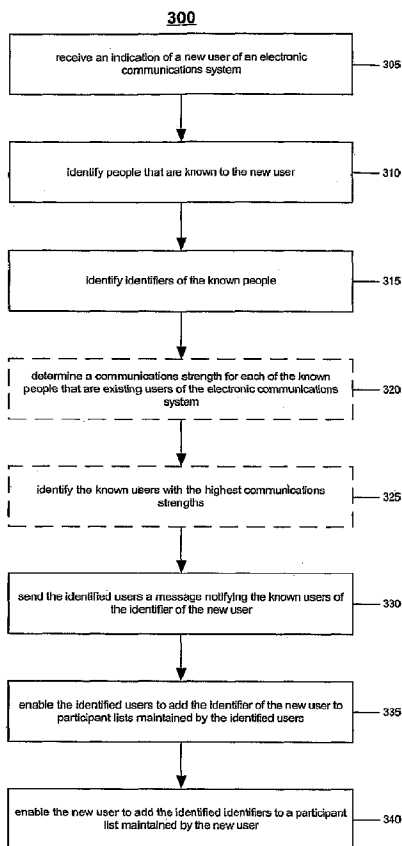 300
receive an indication of a new user of an electronic
communications system
305
identify people that are known to the new user
310
identify identifiers of the known people
315
determine a communications strength for each of the known
people that are existing users of the electronic communications
system
320
identify the known users with the highest communications
strengths
325
send the identified users a message notifying the known users of
the identifier of the new user
330
enable the identified users to add the identifier of the new user to
participant lists maintained by the identified users
335
enable the new user to add the identified identifiers to a participant
list maintained by the new user
340